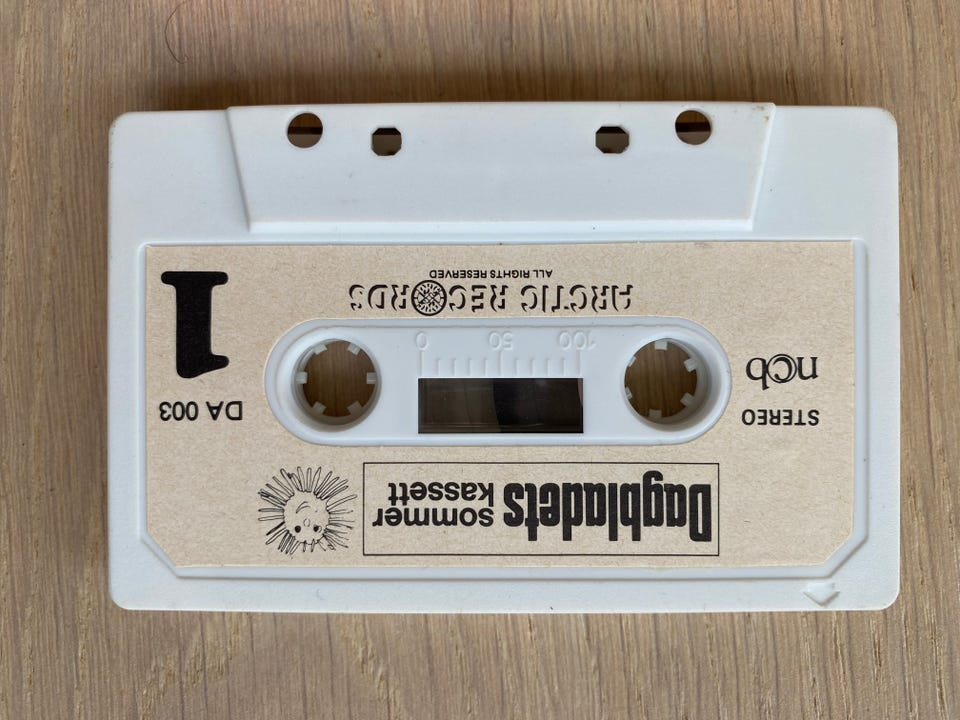 Dagbladets sommer
kassett
STEREO
ncb
DA 003
1
0 50 100
ARCTIC RECORDS
ALL RIGHTS RESERVED